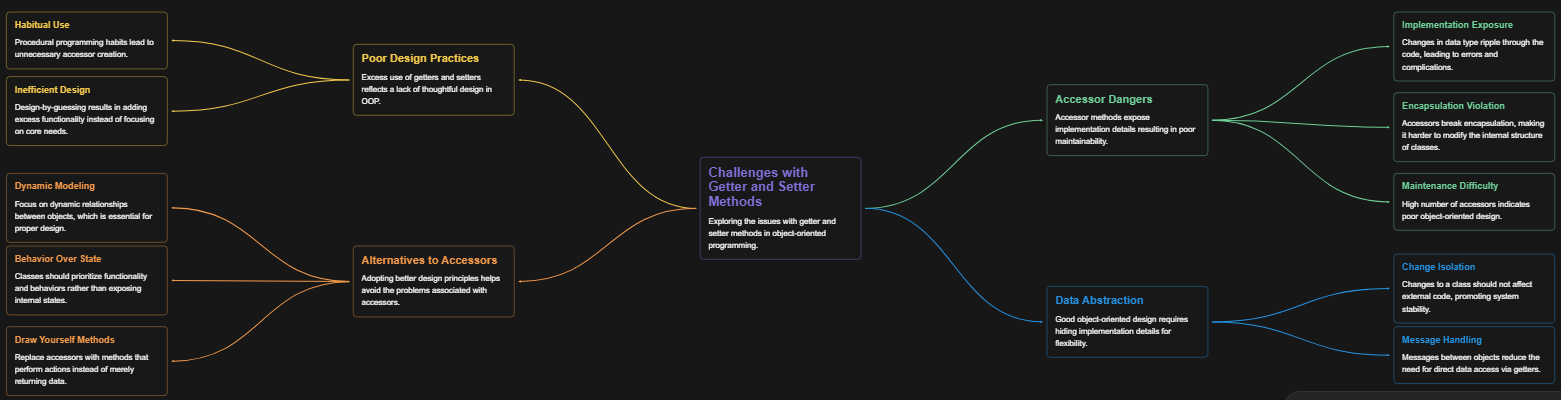 Habitual Use
Procedural programming habits lead to
unnecessary accessor creation.
Inefficient Design
Design-by-guessing results in adding
excess functionality instead of focusing
on core needs.
Poor Design Practices
Excess use of getters and setters
reflects a lack of thoughtful design in
OOP.
Dynamic Modeling
Focus on dynamic relationships
between objects, which is essential for
proper design.
Behavior Over State
Classes should prioritize functionality
and behaviors rather than exposing
internal states.
Draw Yourself Methods
Replace accessors with methods that
perform actions instead of merely
returning data.
Alternatives to Accessors
Adopting better design principles helps
avoid the problems associated with
accessors.
Challenges with
Getter and Setter
Methods
Exploring the issues with getter and
setter methods in object-oriented
programming.
Accessor Dangers
Accessor methods expose
implementation details resulting in poor
maintainability.
Implementation Exposure
Changes in data type ripple through the
code, leading to errors and
complications.
Encapsulation Violation
Accessors break encapsulation, making
it harder to modify the internal structure
of classes.
Maintenance Difficulty
High number of accessors indicates
poor object-oriented design.
Data Abstraction
Good object-oriented design requires
hiding implementation details for
flexibility.
Change Isolation
Changes to a class should not affect
external code, promoting system
stability.
Message Handling
Messages between objects reduce the
need for direct data access via getters.